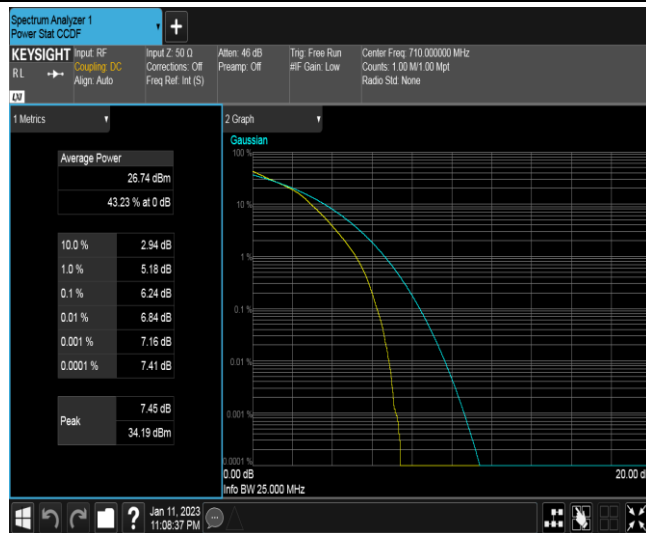 Spectrum Analyzer 1
Power Stat CCDF
KEYSIGHT
RL
Input: RF
Coupling: DC
Align: Auto
Input Z: 50 Ω
Corrections: Off
Freq Ref: Int (S)
Atten: 46 dB
Preamp: Off
Trig: Free Run
#IF Gain: Low
Center Freq: 710.000000 MHz
Counts: 1.00 M/1.00 Mpt
Radio Std: None
1 Metrics
Average Power
26.74 dBm
43.23 % at 0 dB
10.0 % 2.94 dB
1.0 % 5.18 dB
0.1 % 6.24 dB
0.01 % 6.84 dB
0.001 % 7.16 dB
0.0001 % 7.41 dB
Peak 7.45 dB
34.19 dBm
2 Graph
Gaussian
100 %
10 %
1 %
0.1 %
0.01 %
0.001 %
0.0001 %
0.00 dB
20.00 d
Info BW 25.000 MHz
?
Jan 11, 2023
11:08:37 PM